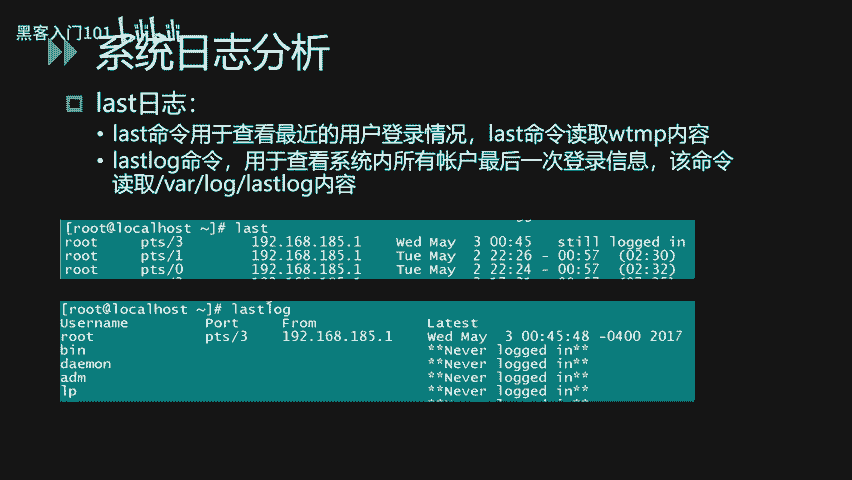 黑客入门101
系统日志分析
last日志：
• last命令用于查看最近的用户登录情况，last命令读取wtmp内容
• lastlog命令，用于查看系统内所有帐户最后一次登录信息，该命令
读取/var/log/lastlog内容
[root@localhost ~]# last
root pts/3 192.168.185.1 Wed May 3 00:45 still logged in
root pts/1 192.168.185.1 Tue May 2 22:26 - 00:57 (02:30)
root pts/0 192.168.185.1 Tue May 2 22:24 - 00:57 (02:32)
[root@localhost ~]# lastlog
Username Port From Latest
root pts/3 192.168.185.1 Wed May 3 00:45:48 -0400 2017
bin **Never logged in**
daemon **Never logged in**
adm **Never logged in**
lp **Never logged in**